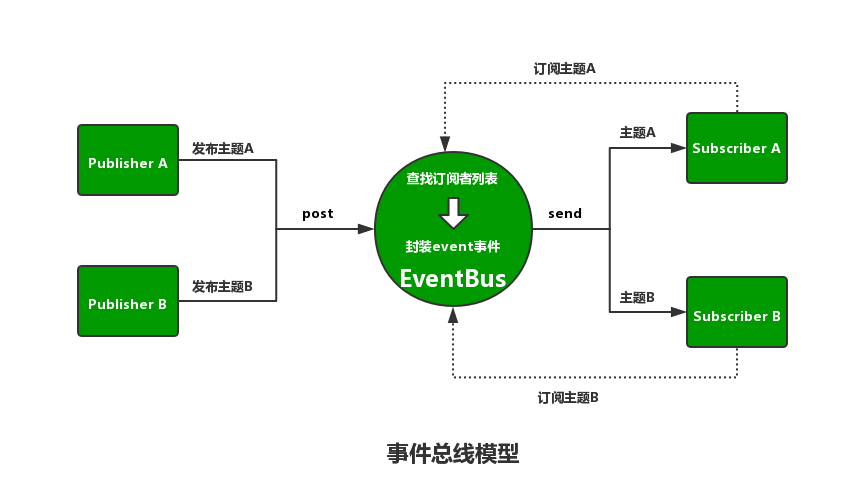 订阅主题A
Publisher A
发布主题A
post
查找订阅者列表
封装event事件
EventBus
send
主题A
Subscriber A
Publisher B
发布主题B
主题B
Subscriber B
订阅主题B
事件总线模型